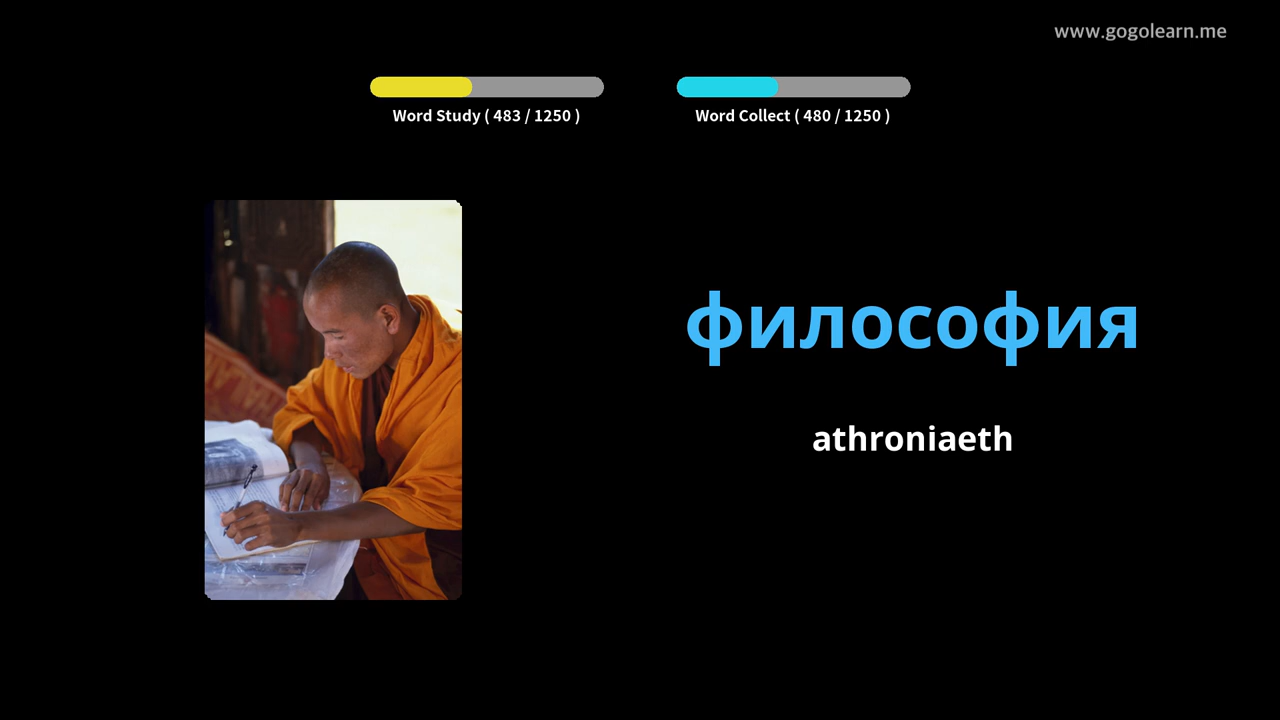 www.gogolearn.me
Word Study ( 483 / 1250 )
Word Collect ( 480 / 1250 )
философия
athroniaeth